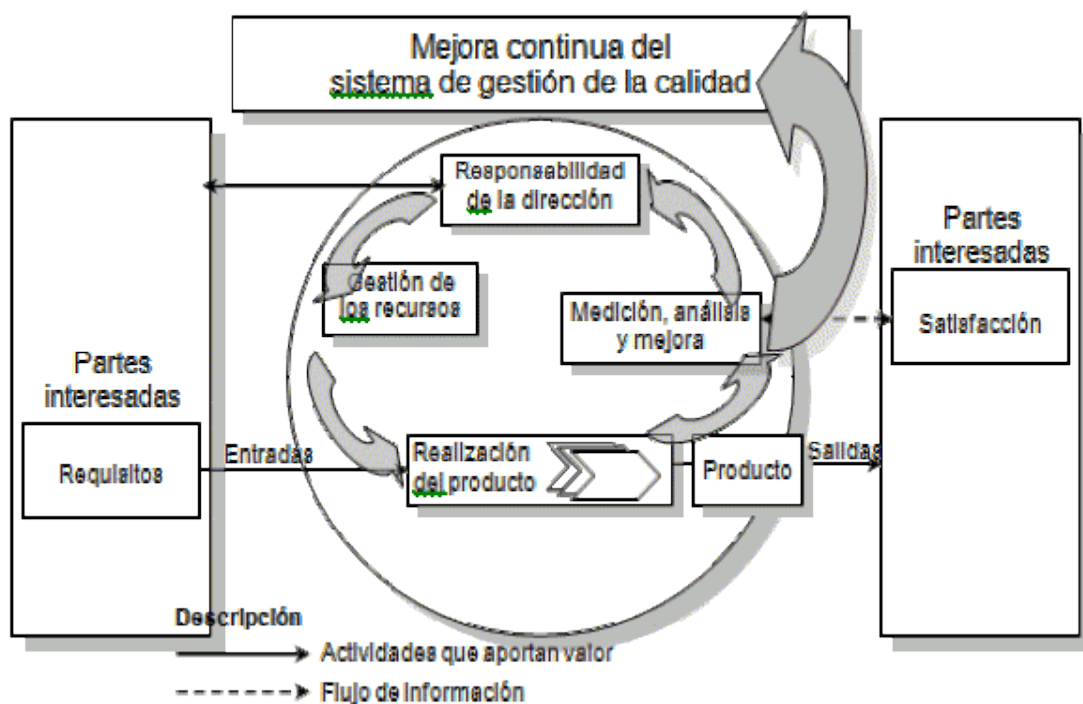 Mejora continua del
sistema de gestión de la calidad
Responsabilidad
de la dirección
Gestión de
los recursos
Medición, análisis
y mejora
Partes
interesadas
Satisfacción
Partes
interesadas
Requisitos
Entradas
Realización
del producto
Producto
Salidas
Descripción
Actividades que aportan valor
Flujo de información